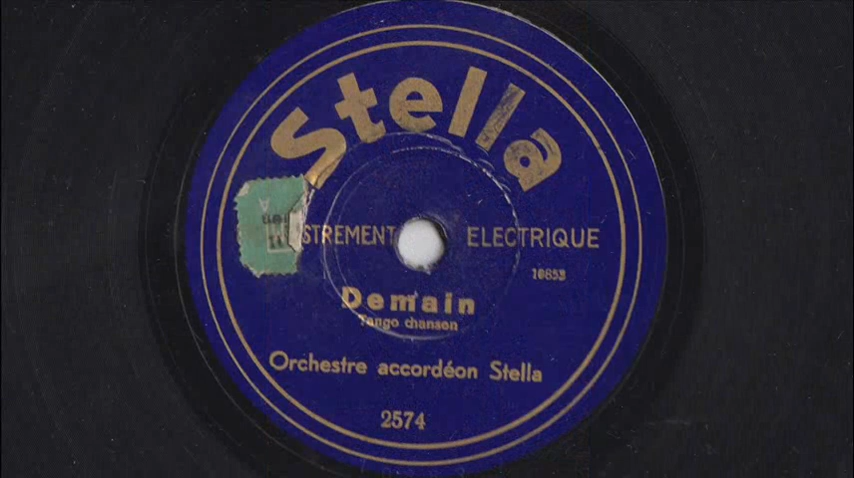 Stella
STREMENT ELECTRIQUE
16853
Demain
Tango chanson
Orchestre accordéon Stella
2574